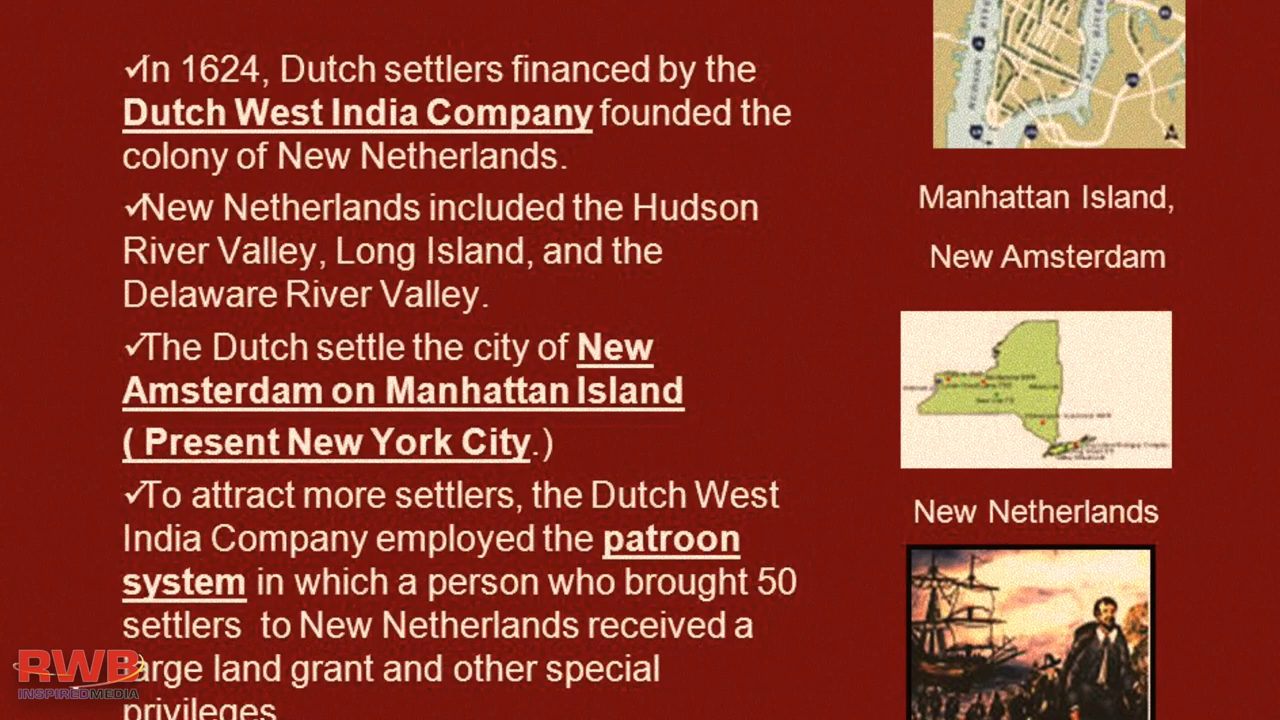 ✓In 1624, Dutch settlers financed by the
Dutch West India Company founded the
colony of New Netherlands.
✓New Netherlands included the Hudson
River Valley, Long Island, and the
Delaware River Valley.
✓The Dutch settle the city of New
Amsterdam on Manhattan Island
( Present New York City.)
✓To attract more settlers, the Dutch West
India Company employed the patroon
system in which a person who brought 50
settlers to New Netherlands received a
large land grant and other special
privileges
Manhattan Island,
New Amsterdam
New Netherlands
RWB
INSPIREDMEDIA